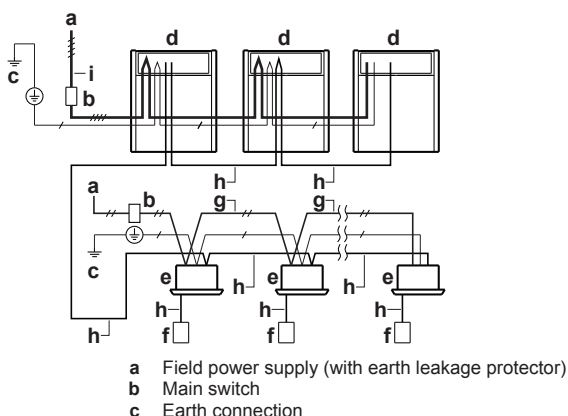 a
d d d
c
i
b
h h
a
b
g g
c
e e e
h h h
h h h
h
f f f
a Field power supply (with earth leakage protector)
b Main switch
c Earth connection